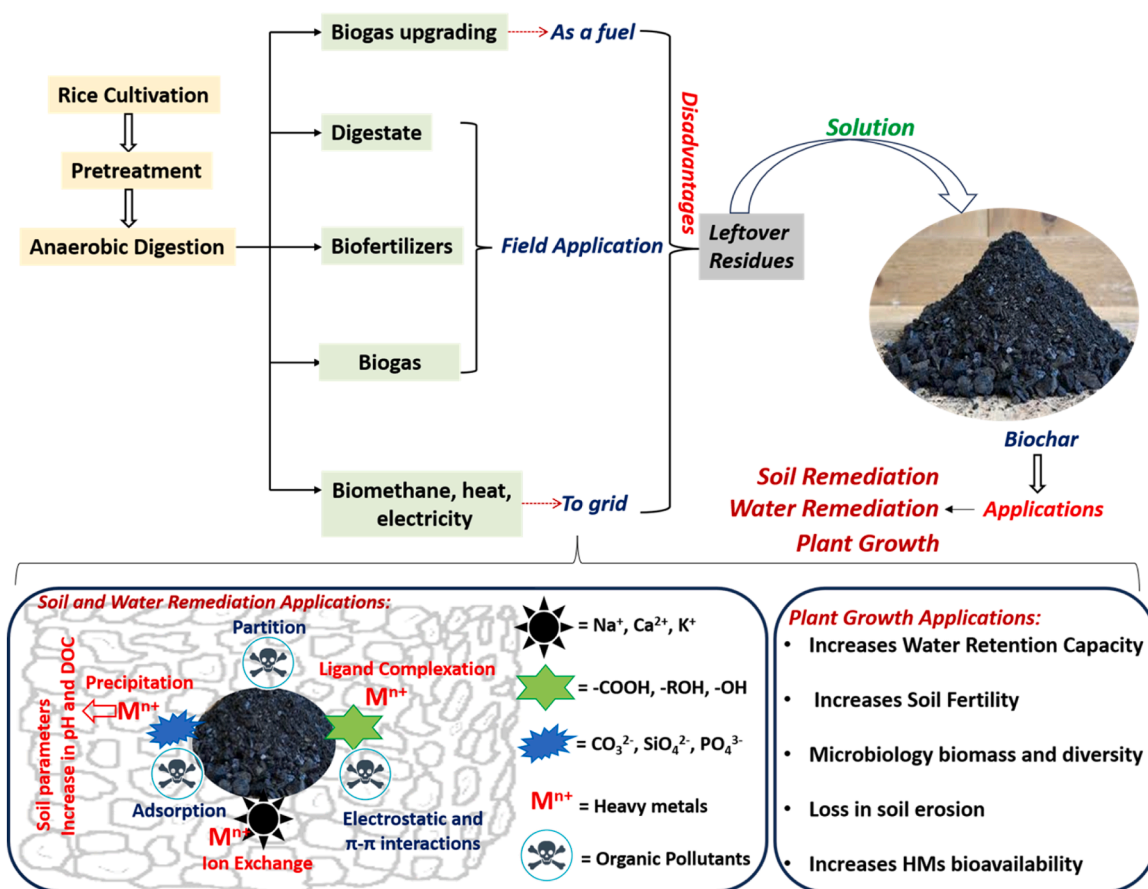 Biogas upgrading
As a fuel
Rice Cultivation
Pretreatment
Anaerobic Digestion
Digestate
Biofertilizers
Biogas
Field Application
Biomethane, heat,
electricity
To grid
Disadvantages
Leftover
Residues
Solution
Biochar
Applications
Soil Remediation
Water Remediation
Plant Growth
Soil and Water Remediation Applications:
Partition
Ligand Complexation
Mⁿ⁺
Precipitation
Mⁿ⁺
Soil parameters
Increase in pH and DOC
Adsorption
Mⁿ⁺
Ion Exchange
Electrostatic and
π-π interactions
= Na⁺, Ca²⁺, K⁺
= -COOH, -ROH, -OH
= CO₃²⁻, SiO₄²⁻, PO₄³⁻
Mⁿ⁺ = Heavy metals
= Organic Pollutants
Plant Growth Applications:
• Increases Water Retention Capacity
• Increases Soil Fertility
• Microbiology biomass and diversity
• Loss in soil erosion
• Increases HMs bioavailability